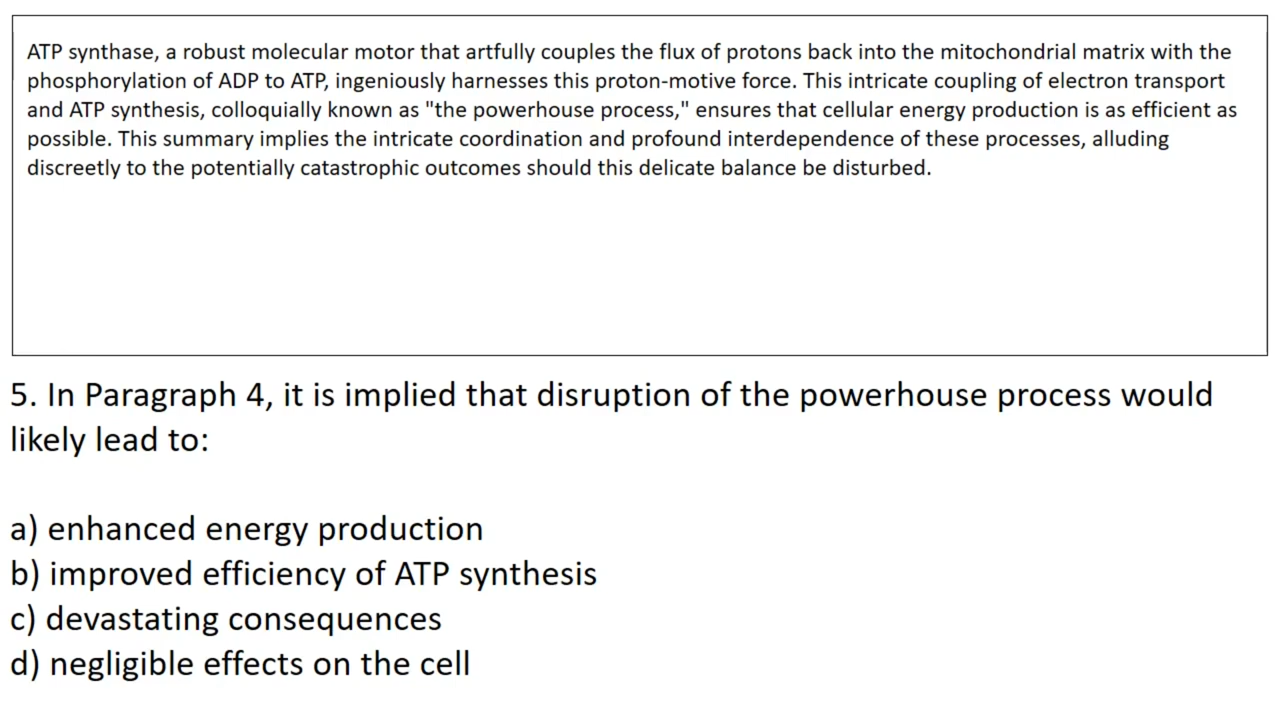 ATP synthase, a robust molecular motor that artfully couples the flux of protons back into the mitochondrial matrix with the
phosphorylation of ADP to ATP, ingeniously harnesses this proton-motive force. This intricate coupling of electron transport
and ATP synthesis, colloquially known as "the powerhouse process," ensures that cellular energy production is as efficient as
possible. This summary implies the intricate coordination and profound interdependence of these processes, alluding
discreetly to the potentially catastrophic outcomes should this delicate balance be disturbed.
5. In Paragraph 4, it is implied that disruption of the powerhouse process would
likely lead to:
a) enhanced energy production
b) improved efficiency of ATP synthesis
c) devastating consequences
d) negligible effects on the cell